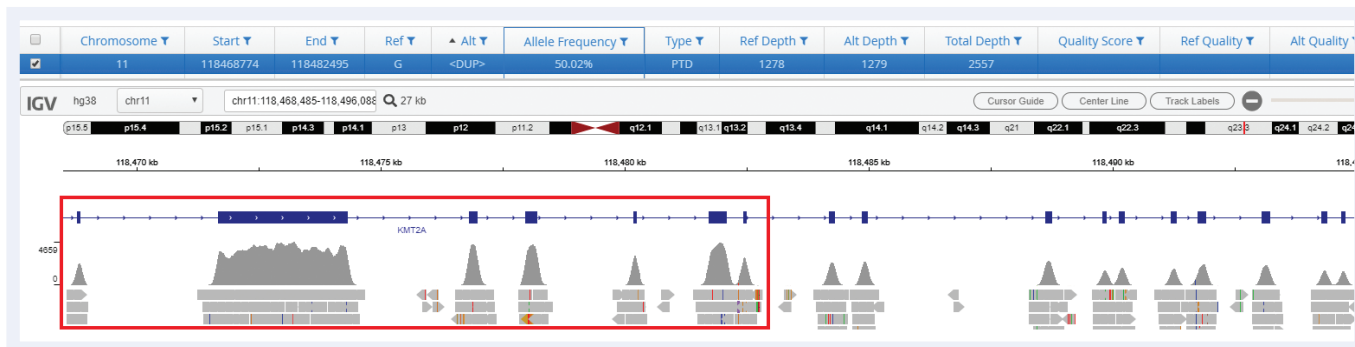 Chromosome Start End Ref Alt Allele Frequency Type Ref Depth Alt Depth Total Depth Quality Score Ref Quality Alt Quality
11 118468774 118482495 G <DUP> 50.02% PTD 1278 1279 2557
IGV hg38 chr11 chr11:118,468,485-118,496,088 27 kb Cursor Guide Center Line Track Labels
p15.5 p15.4 p15.2 p15.1 p14.3 p14.1 p13 p12 p11.2 q12.1 q13.1 q13.2 q13.4 q14.1 q14.2 q14.3 q21 q22.1 q22.3 q23.3 q24.1 q24.2
118,470 kb 118,475 kb 118,480 kb 118,485 kb 118,490 kb
KMT2A
4659
0